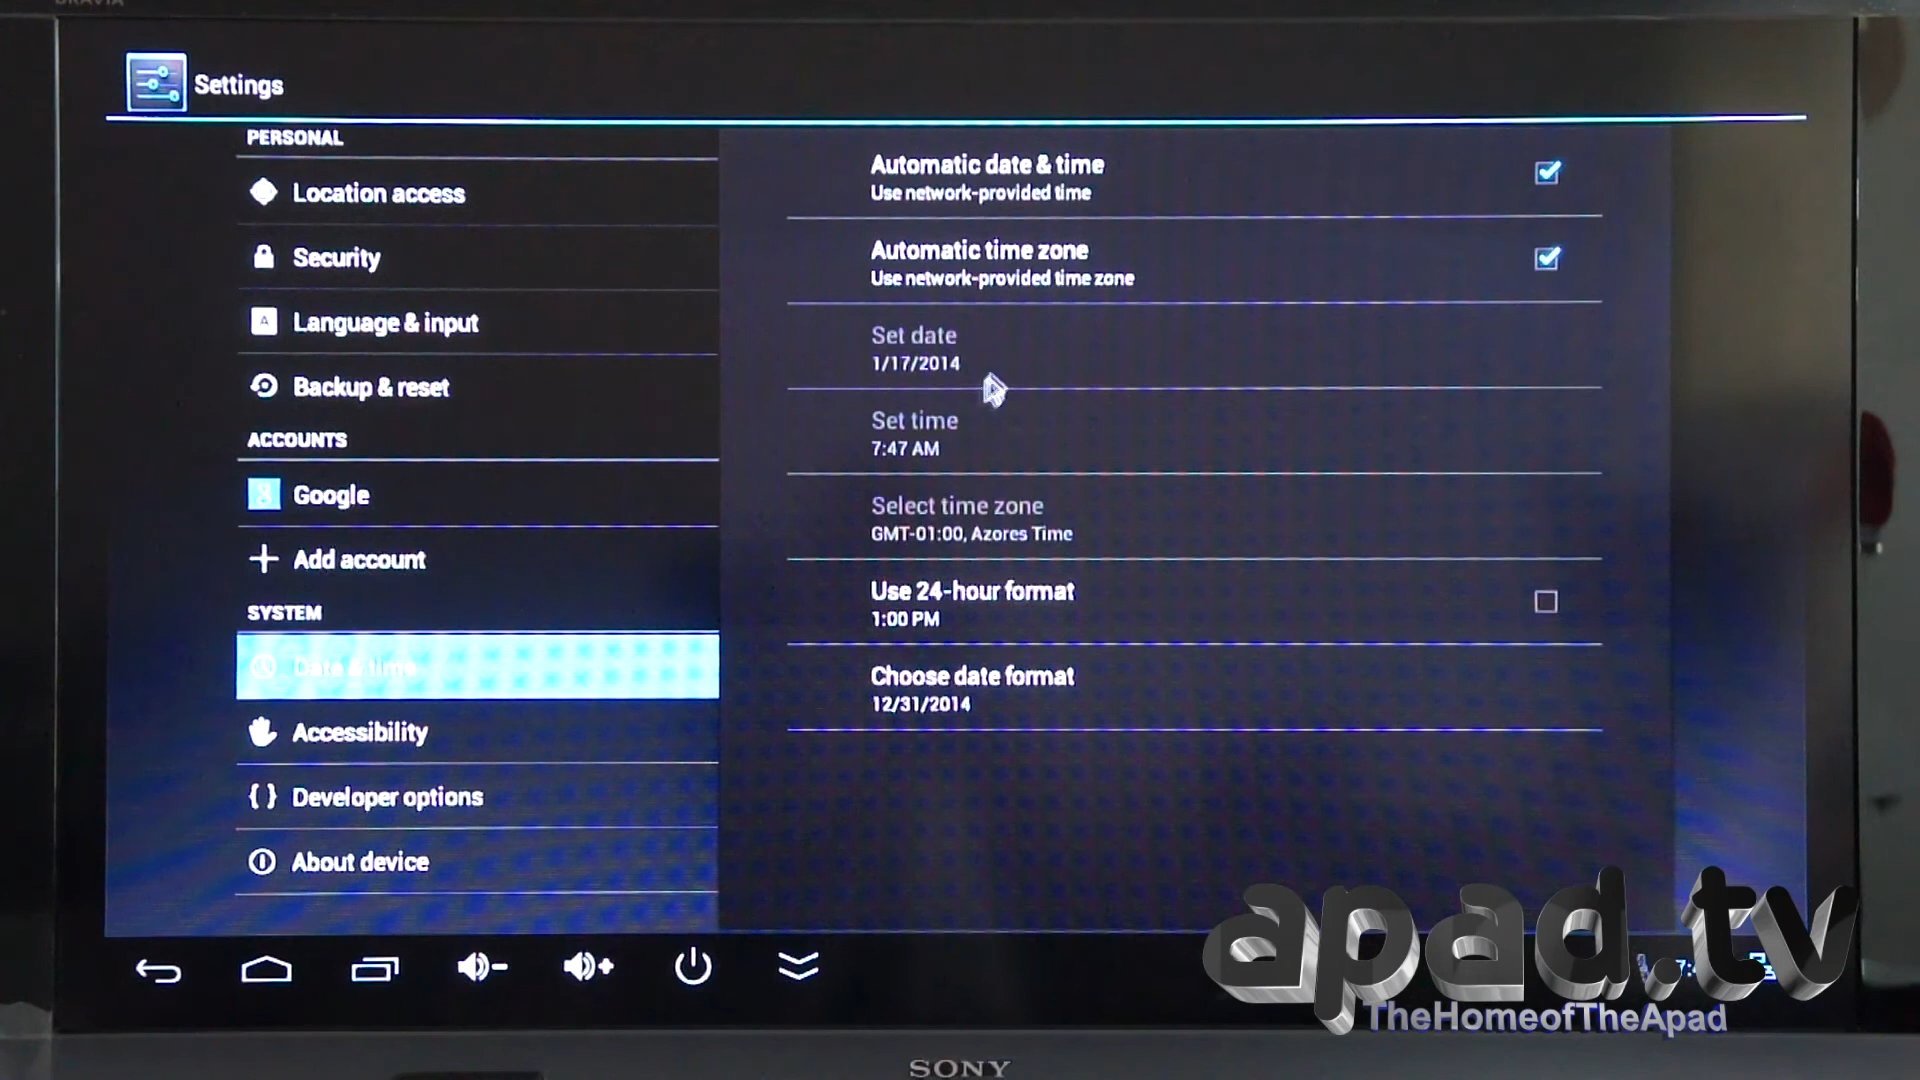 BRAVIA
Settings
PERSONAL
Location access
Security
A
Language & input
Backup & reset
ACCOUNTS
Google
Add account
SYSTEM
Date & time
Accessibility
{ } Developer options
About device
Automatic date & time
Use network-provided time
Automatic time zone
Use network-provided time zone
Set date
1/17/2014
Set time
7:47 AM
Select time zone
GMT-01:00, Azores Time
Use 24-hour format
1:00 PM
Choose date format
12/31/2014
apad.tv
TheHomeofTheApad
SONY